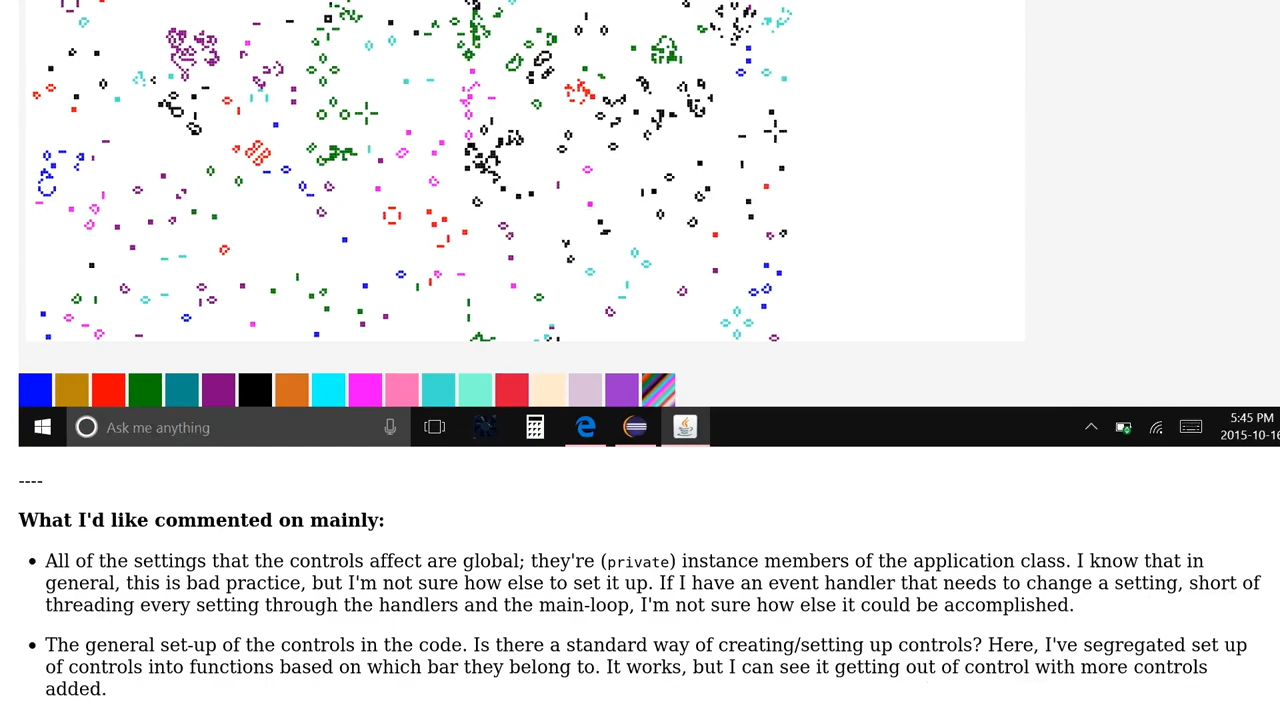 Ask me anything
5:45 PM
2015-10-16
----
What I'd like commented on mainly:
• All of the settings that the controls affect are global; they're (private) instance members of the application class. I know that in
general, this is bad practice, but I'm not sure how else to set it up. If I have an event handler that needs to change a setting, short of
threading every setting through the handlers and the main-loop, I'm not sure how else it could be accomplished.
• The general set-up of the controls in the code. Is there a standard way of creating/setting up controls? Here, I've segregated set up
of controls into functions based on which bar they belong to. It works, but I can see it getting out of control with more controls
added.